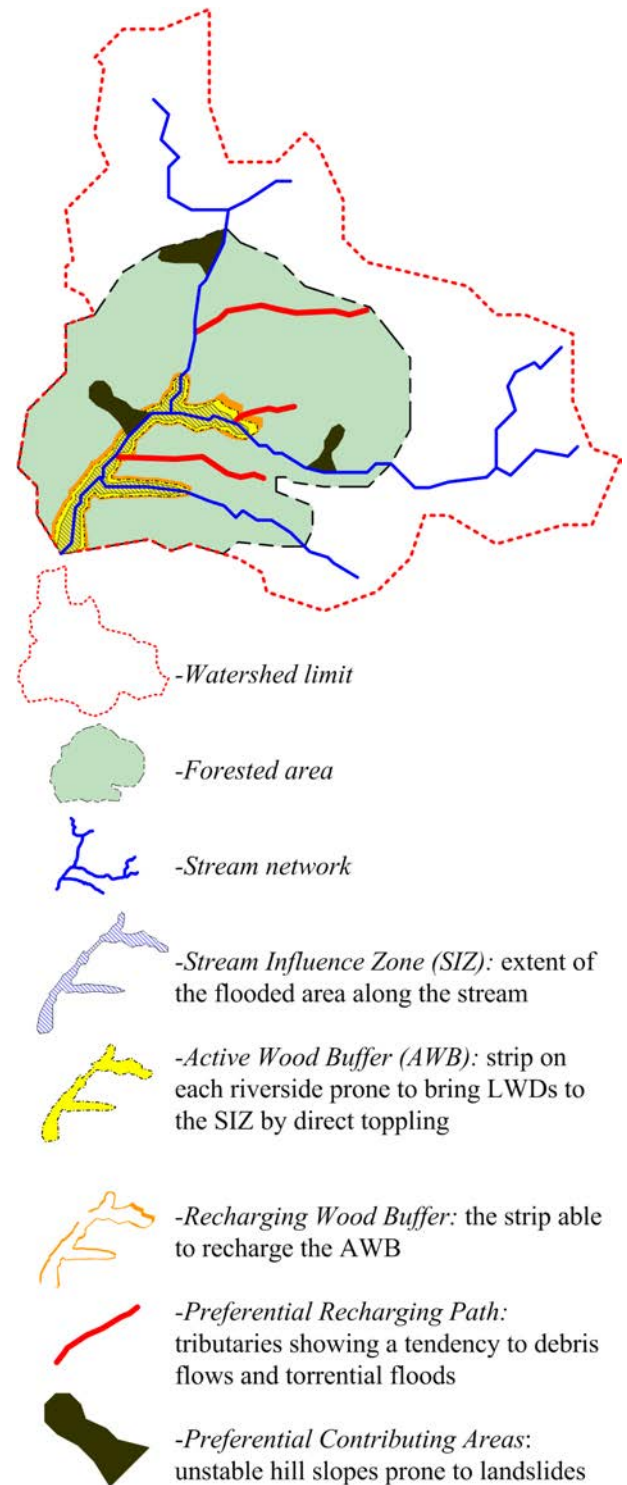 -Watershed limit
-Forested area
-Stream network
-Stream Influence Zone (SIZ): extent of
the flooded area along the stream
-Active Wood Buffer (AWB): strip on
each riverside prone to bring LWDs to
the SIZ by direct toppling
-Recharging Wood Buffer: the strip able
to recharge the AWB
-Preferential Recharging Path:
tributaries showing a tendency to debris
flows and torrential floods
-Preferential Contributing Areas:
unstable hill slopes prone to landslides